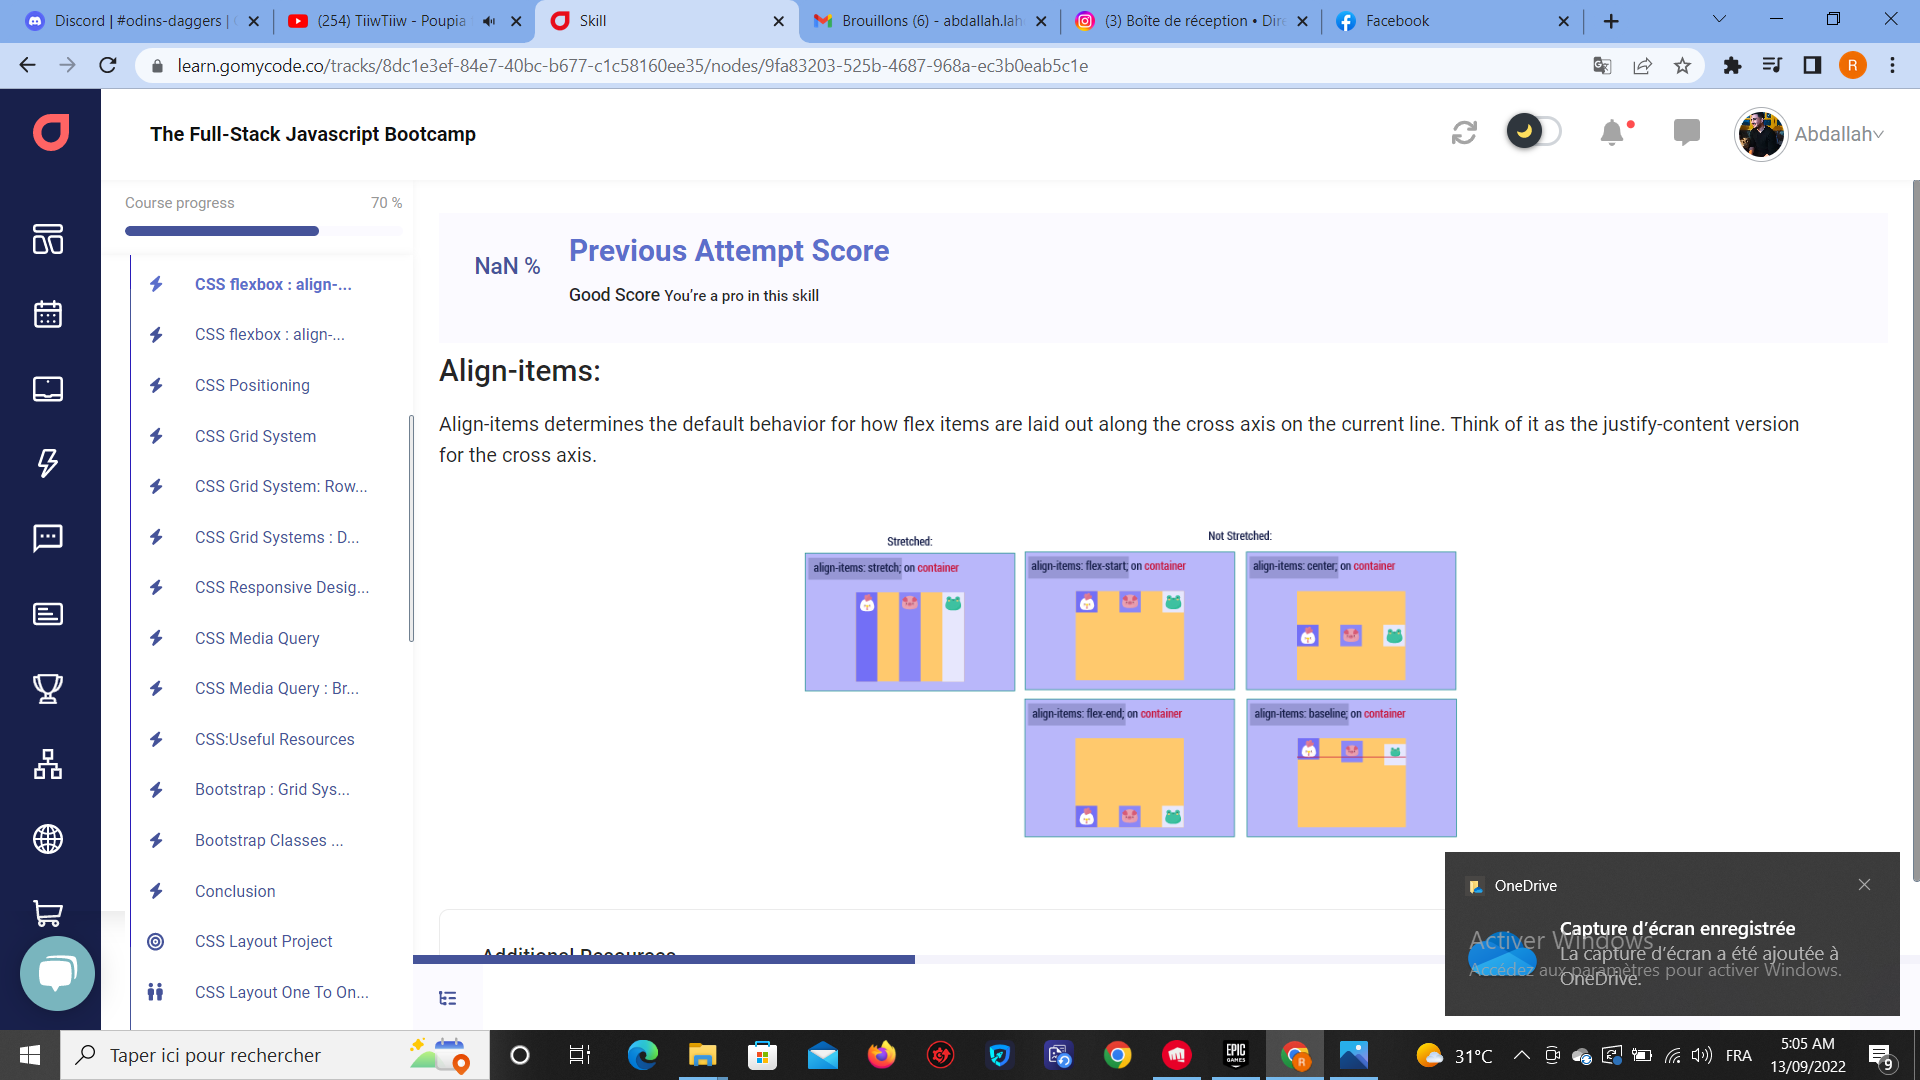 Discord | #odins-daggers |
(254) TiiwTiiw - Poupia
Skill
Brouillons (6) - abdallah.lah
(3) Boîte de réception • Dire
Facebook
learn.gomycode.co/tracks/8dc1e3ef-84e7-40bc-b677-c1c58160ee35/nodes/9fa83203-525b-4687-968a-ec3b0eab5c1e
R
The Full-Stack Javascript Bootcamp
Abdallah
Course progress 70 %
CSS flexbox : align-...
CSS flexbox : align-...
CSS Positioning
CSS Grid System
CSS Grid System: Row...
CSS Grid Systems : D...
CSS Responsive Desig...
CSS Media Query
CSS Media Query : Br...
CSS:Useful Resources
Bootstrap : Grid Sys...
Bootstrap Classes ...
Conclusion
CSS Layout Project
CSS Layout One To On...
NaN %
Previous Attempt Score
Good Score You're a pro in this skill
Align-items:
Align-items determines the default behavior for how flex items are laid out along the cross axis on the current line. Think of it as the justify-content version
for the cross axis.
Stretched:
Not Stretched:
align-items: stretch; on container
align-items: flex-start; on container
align-items: center; on container
align-items: flex-end; on container
align-items: baseline; on container
Additional Resources
OneDrive
Capture d'écran enregistrée
La capture d'écran a été ajoutée à
OneDrive.
Activer Windows
Accédez aux paramètres pour activer Windows.
Taper ici pour rechercher
EPIC
GAMES
R
31°C
FRA
5:05 AM
13/09/2022
9